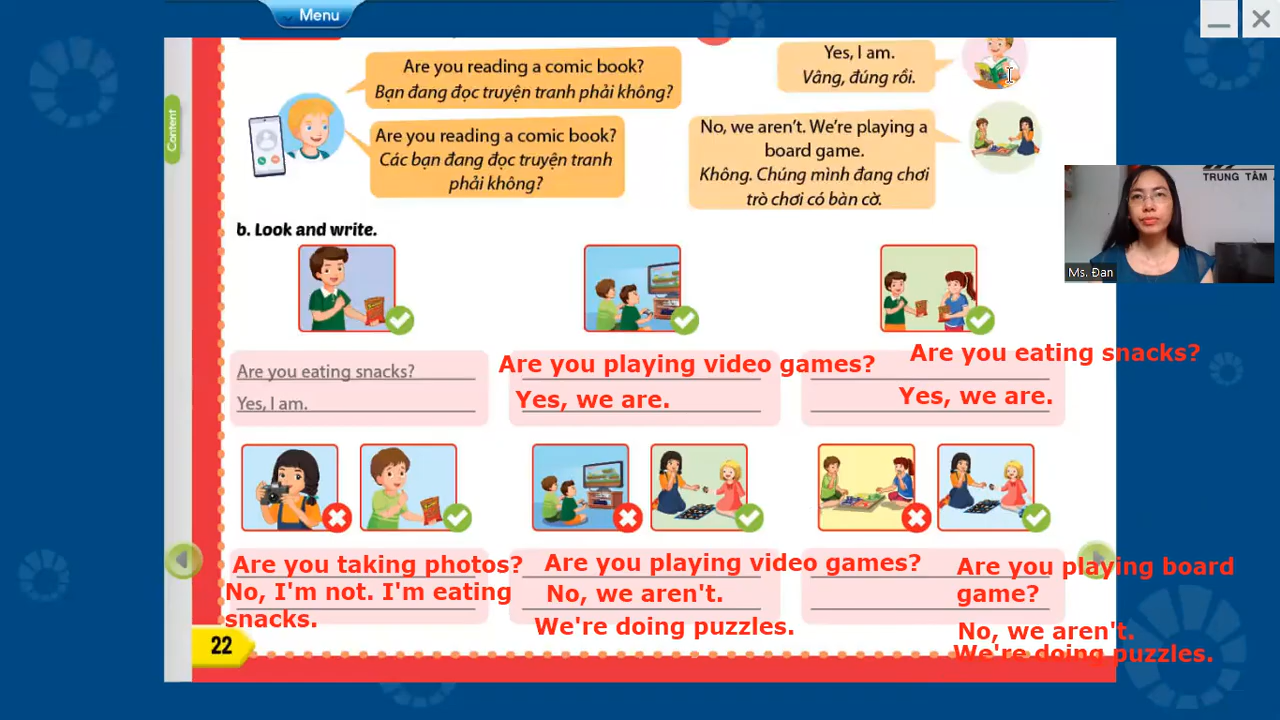 Menu
Content
Are you reading a comic book?
Bạn đang đọc truyện tranh phải không?
Yes, I am.
Vâng, đúng rồi.
Are you reading a comic book?
Các bạn đang đọc truyện tranh
phải không?
No, we aren't. We're playing a
board game.
Không. Chúng mình đang chơi
trò chơi có bàn cờ.
TRUNG TÂM
Ms. Đan
b. Look and write.
Are you eating snacks?
Yes, I am.
Are you playing video games?
Yes, we are.
Are you eating snacks?
Yes, we are.
Are you taking photos?
No, I'm not. I'm eating
snacks.
Are you playing video games?
No, we aren't.
We're doing puzzles.
Are you playing board
game?
No, we aren't.
We're doing puzzles.
22